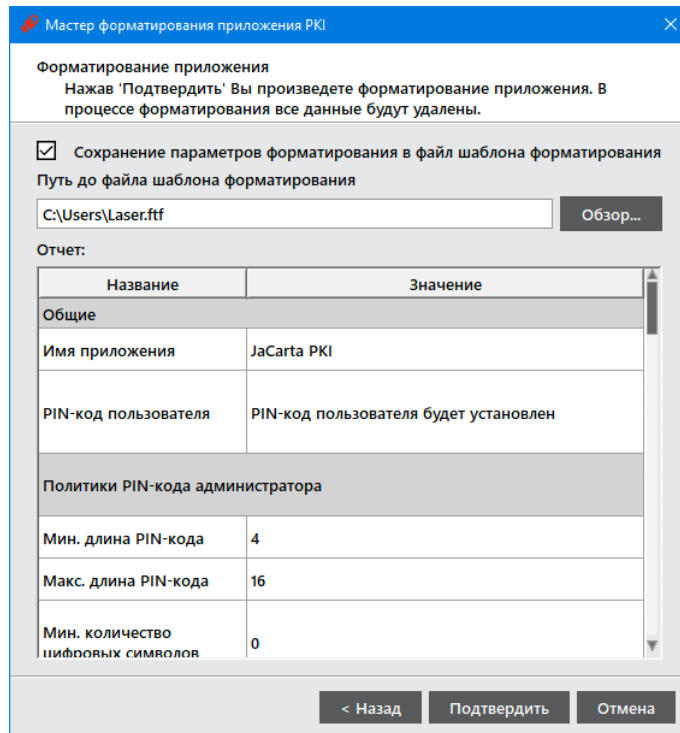 Мастер форматирования приложения PKI
Форматирование приложения
Нажав 'Подтвердить' Вы произведете форматирование приложения. В
процессе форматирования все данные будут удалены.
Сохранение параметров форматирования в файл шаблона форматирования
Путь до файла шаблона форматирования
C:\Users\Laser.ftf
Обзор...
Отчет:
Название Значение
Общие
Имя приложения JaCarta PKI
PIN-код пользователя PIN-код пользователя будет установлен
Политики PIN-кода администратора
Мин. длина PIN-кода 4
Макс. длина PIN-кода 16
Мин. количество
цифровых символов 0
< Назад Подтвердить Отмена